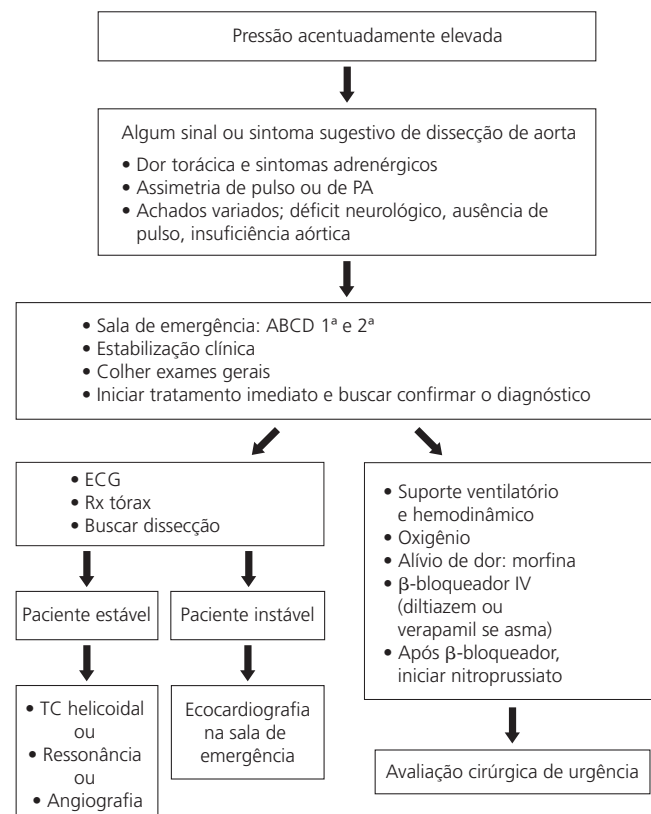 Pressão acentuadamente elevada
Algum sinal ou sintoma sugestivo de dissecção de aorta
• Dor torácica e sintomas adrenérgicos
• Assimetria de pulso ou de PA
• Achados variados; déficit neurológico, ausência de
pulso, insuficiência aórtica
• Sala de emergência: ABCD 1ª e 2ª
• Estabilização clínica
• Colher exames gerais
• Iniciar tratamento imediato e buscar confirmar o diagnóstico
• ECG
• Rx tórax
• Buscar dissecção
Paciente estável
Paciente instável
• TC helicoidal
ou
• Ressonância
ou
• Angiografia
Ecocardiografia
na sala de
emergência
• Suporte ventilatório
e hemodinâmico
• Oxigênio
• Alívio de dor: morfina
• β-bloqueador IV
(diltiazem ou
verapamil se asma)
• Após β-bloqueador,
iniciar nitroprussiato
Avaliação cirúrgica de urgência